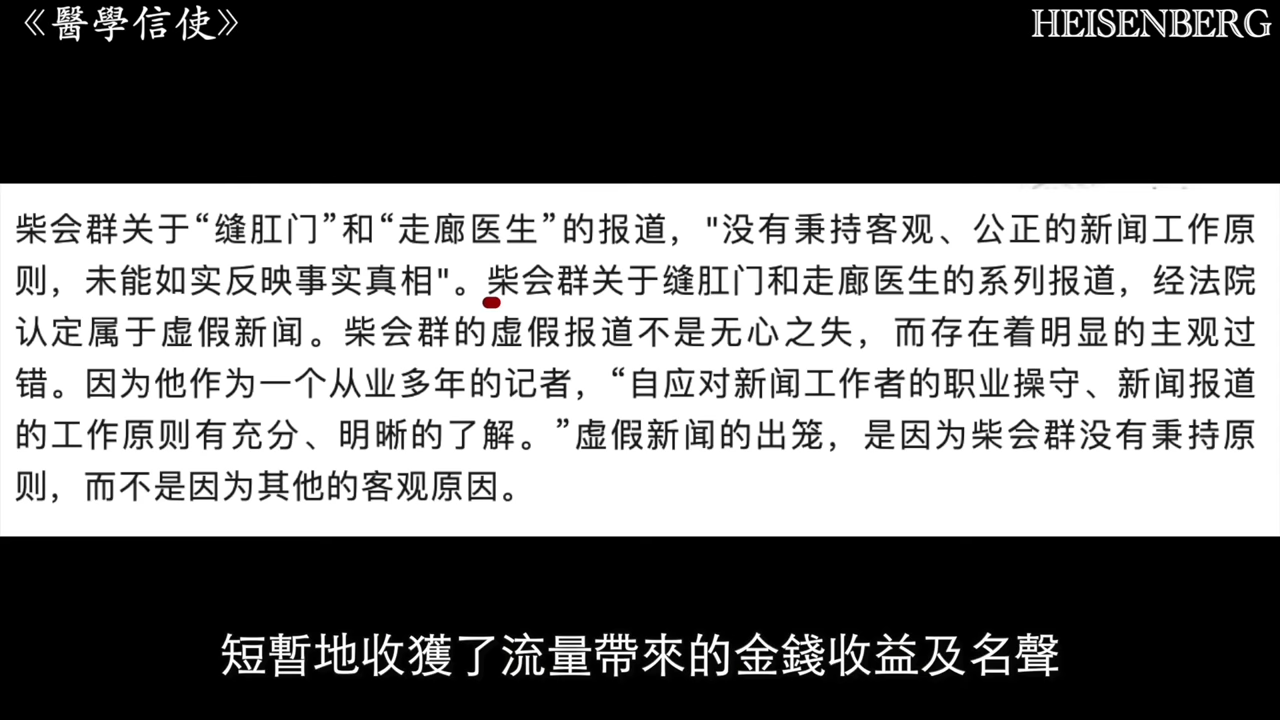 《醫學信使》
HEISENBERG
柴会群关于“缝肛门”和“走廊医生”的报道，"没有秉持客观、公正的新闻工作原
则，未能如实反映事实真相"。柴会群关于缝肛门和走廊医生的系列报道，经法院
认定属于虚假新闻。柴会群的虚假报道不是无心之失，而存在着明显的主观过
错。因为他作为一个从业多年的记者，“自应对新闻工作者的职业操守、新闻报道
的工作原则有充分、明晰的了解。”虚假新闻的出笼，是因为柴会群没有秉持原
则，而不是因为其他的客观原因。
短暫地收獲了流量帶來的金錢收益及名聲